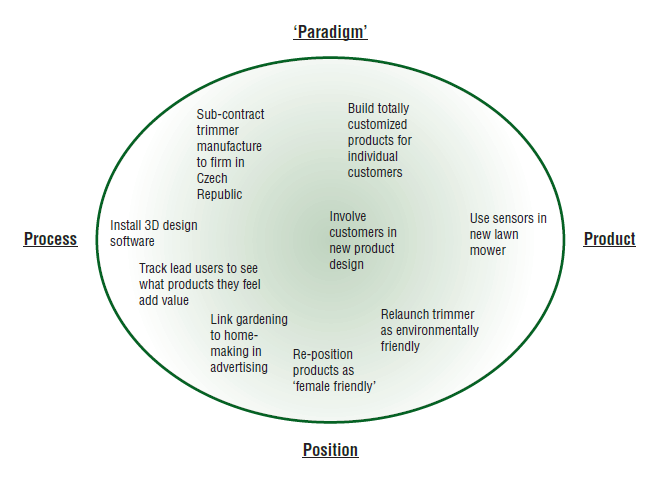 ‘Paradigm’
Sub-contract
trimmer
manufacture
to firm in
Czech
Republic
Build totally
customized
products for
individual
customers
Process
Install 3D design
software
Involve
customers in
new product
design
Use sensors in
new lawn
mower
Product
Track lead users to see
what products they feel
add value
Link gardening
to home-
making in
advertising
Re-position
products as
‘female friendly’
Relaunch trimmer
as environmentally
friendly
Position